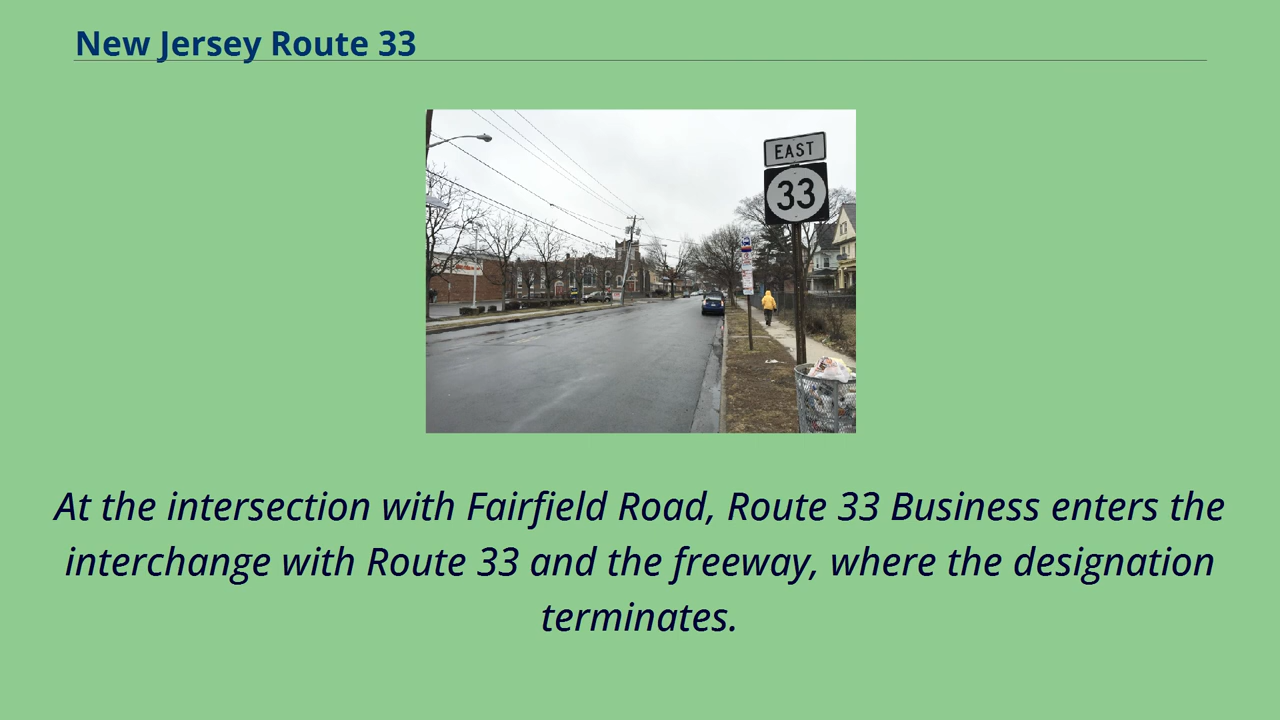 New Jersey Route 33
EAST
33
At the intersection with Fairfield Road, Route 33 Business enters the
interchange with Route 33 and the freeway, where the designation
terminates.